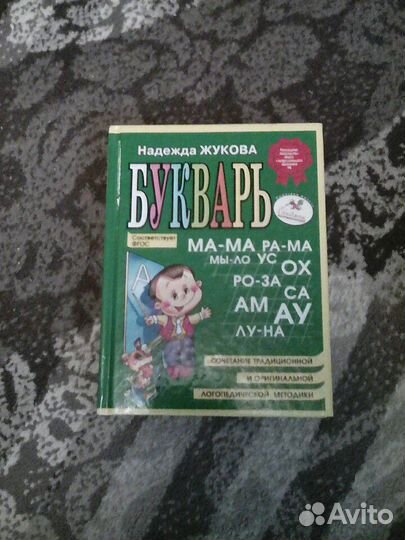 Надежда ЖУКОВА
БУКВАРЬ
Соответствует
ФГОС
МА-МА РА-МА
МЫ-ЛО УС
ОХ
РО-ЗА
СА
АМ АУ
ЛУ-НА
А
СОЧЕТАНИЕ ТРАДИЦИОННОЙ
И ОРИГИНАЛЬНОЙ
ЛОГОПЕДИЧЕСКОЙ МЕТОДИКИ
Avito